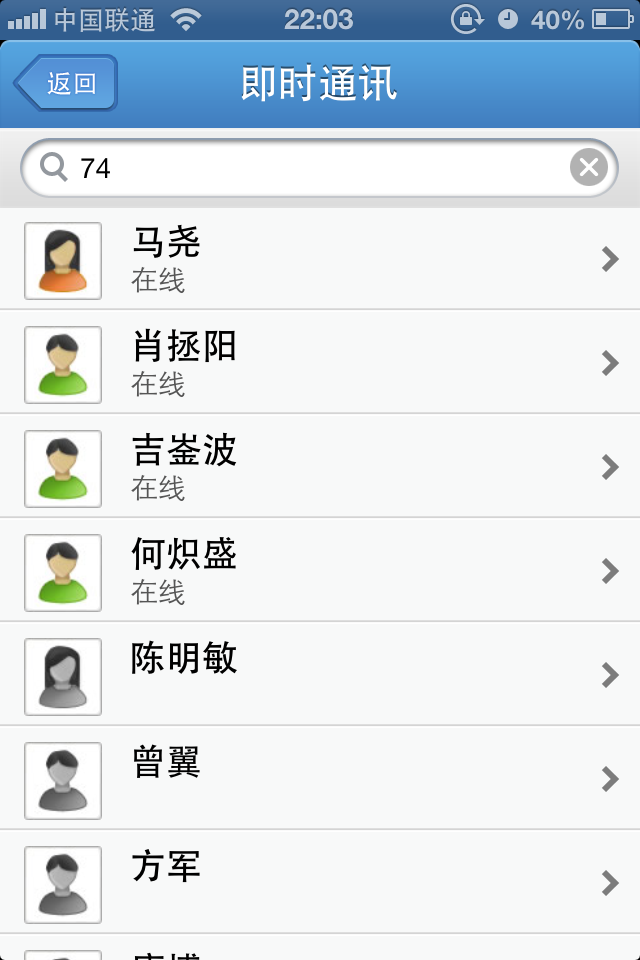 中国联通 22:03 40%
返回 即时通讯
74
马尧
在线
肖拯阳
在线
吉崟波
在线
何炽盛
在线
陈明敏
曾翼
方军